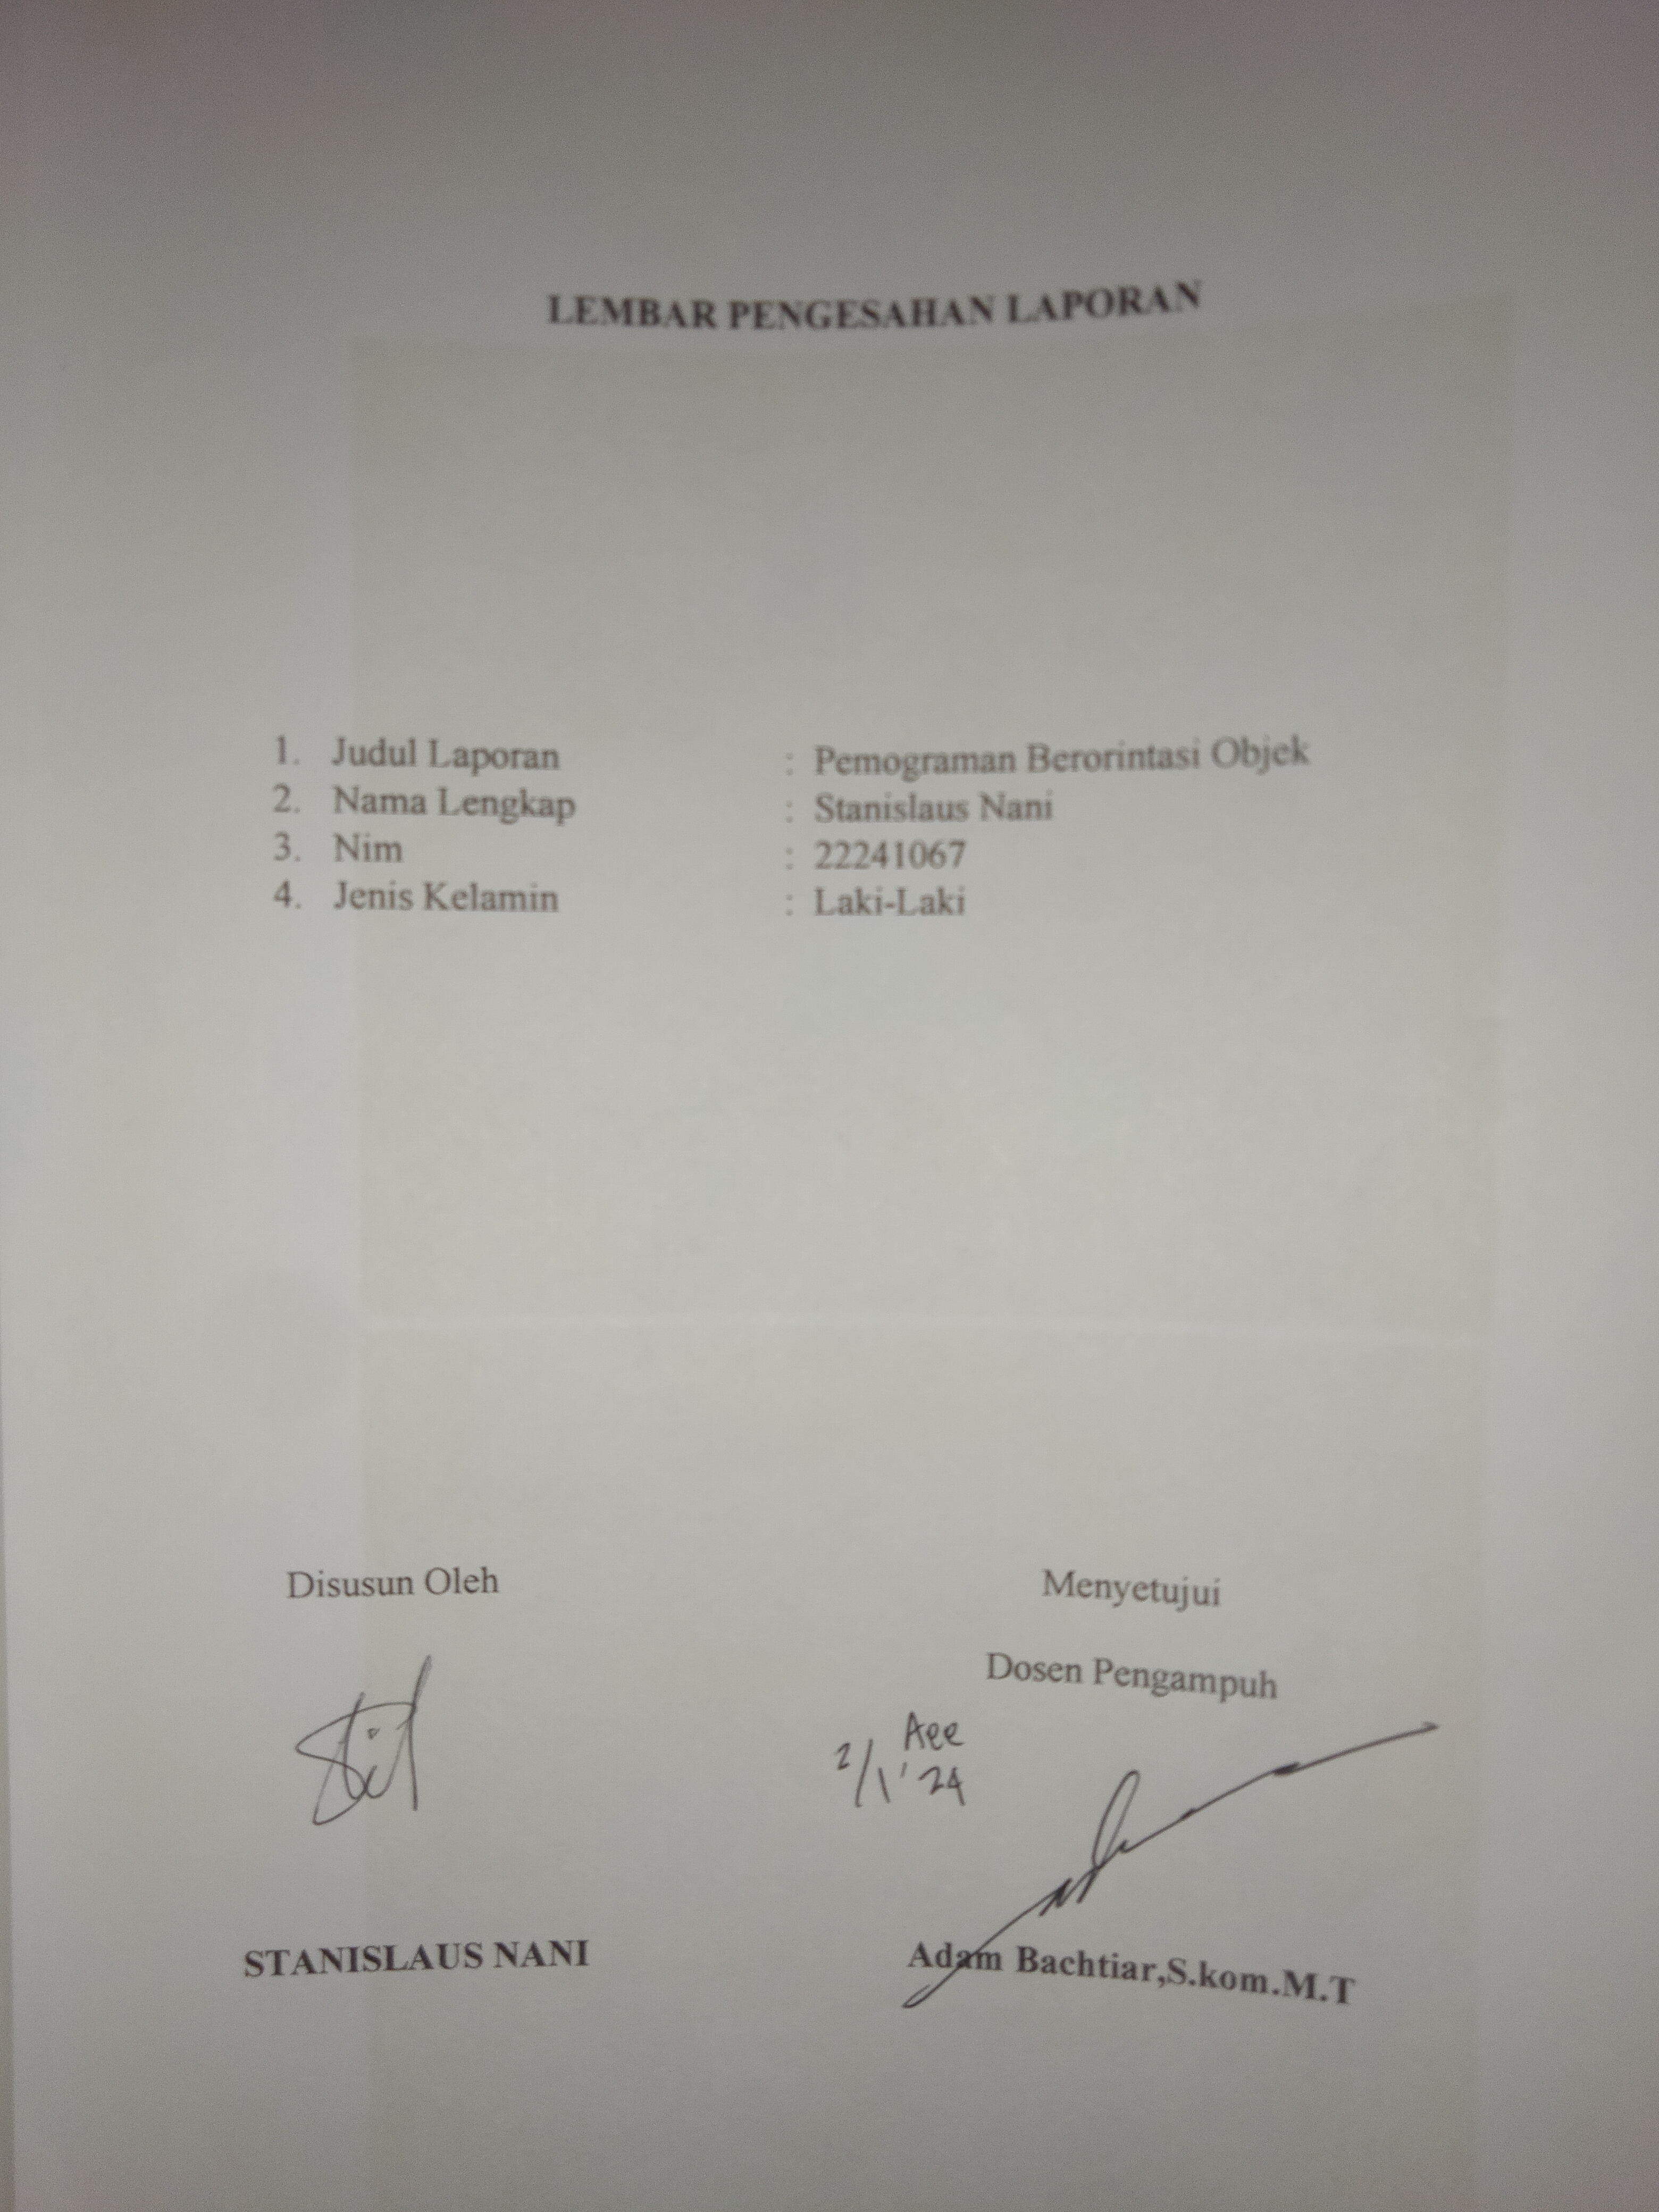 LEMBAR PENGESAHAN LAPORAN
1. Judul Laporan : Pemograman Berorintasi Objek
2. Nama Lengkap : Stanislaus Nani
3. Nim : 22241067
4. Jenis Kelamin : Laki-Laki
Disusun Oleh
Menyetujui
Dosen Pengampuh
2/1'24
STANISLAUS NANI
Adam Bachtiar,S.kom.M.T